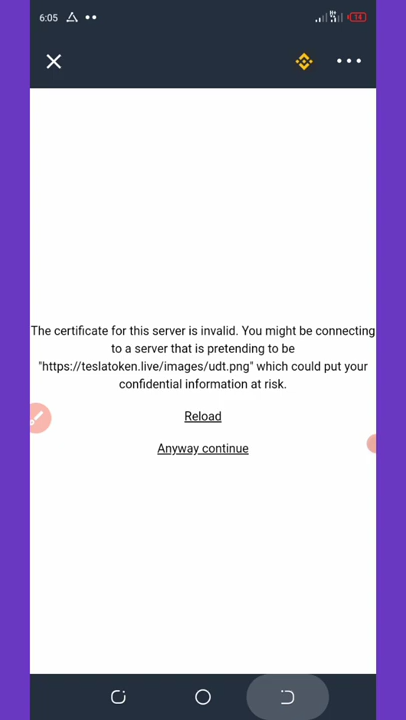 6:05
14
The certificate for this server is invalid. You might be connecting
to a server that is pretending to be
"https://teslatoken.live/images/udt.png" which could put your
confidential information at risk.
Reload
Anyway continue